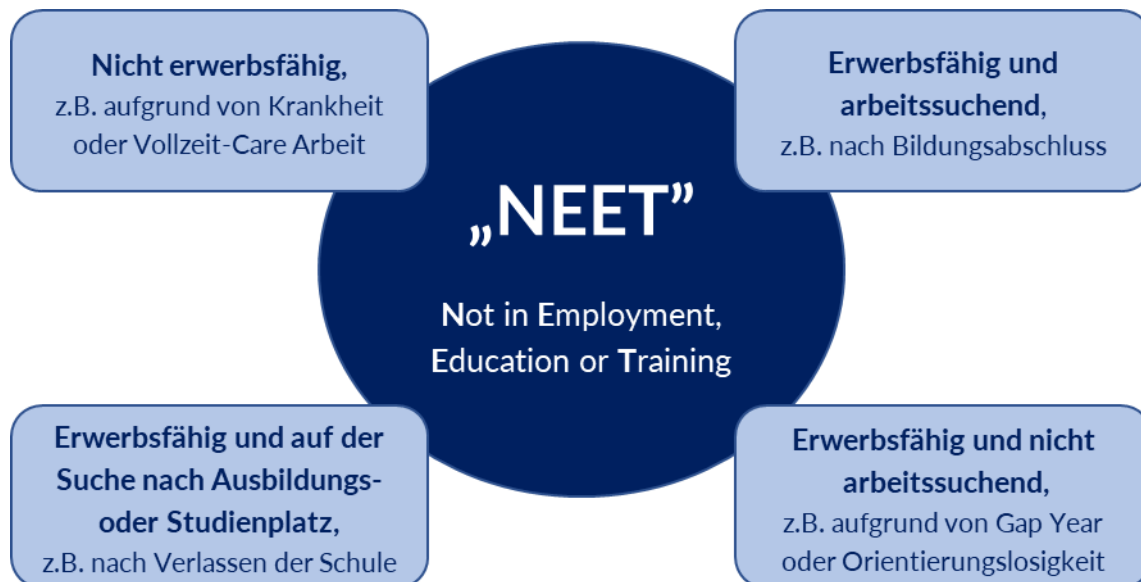 Nicht erwerbsfähig,
z.B. aufgrund von Krankheit
oder Vollzeit-Care Arbeit
Erwerbsfähig und
arbeitssuchend,
z.B. nach Bildungsabschluss
„NEET”
Not in Employment,
Education or Training
Erwerbsfähig und auf der
Suche nach Ausbildungs-
oder Studienplatz,
z.B. nach Verlassen der Schule
Erwerbsfähig und nicht
arbeitssuchend,
z.B. aufgrund von Gap Year
oder Orientierungslosigkeit